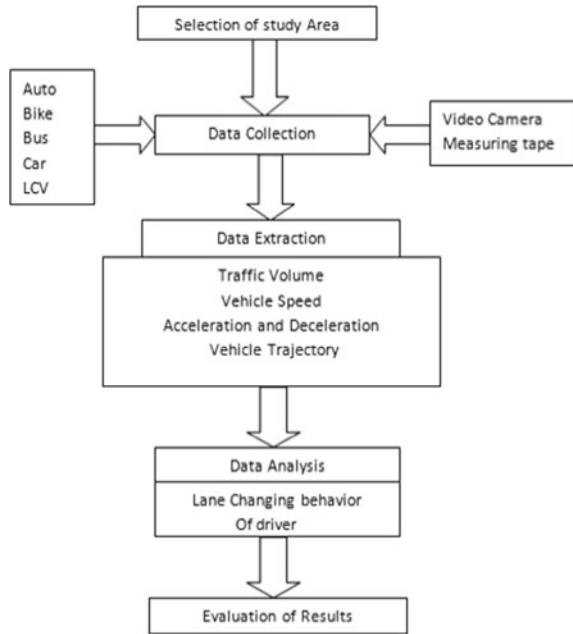 Selection of study Area
Auto
Bike
Bus
Car
LCV
Data Collection
Video Camera
Measuring tape
Data Extraction
Traffic Volume
Vehicle Speed
Acceleration and Deceleration
Vehicle Trajectory
Data Analysis
Lane Changing behavior
Of driver
Evaluation of Results